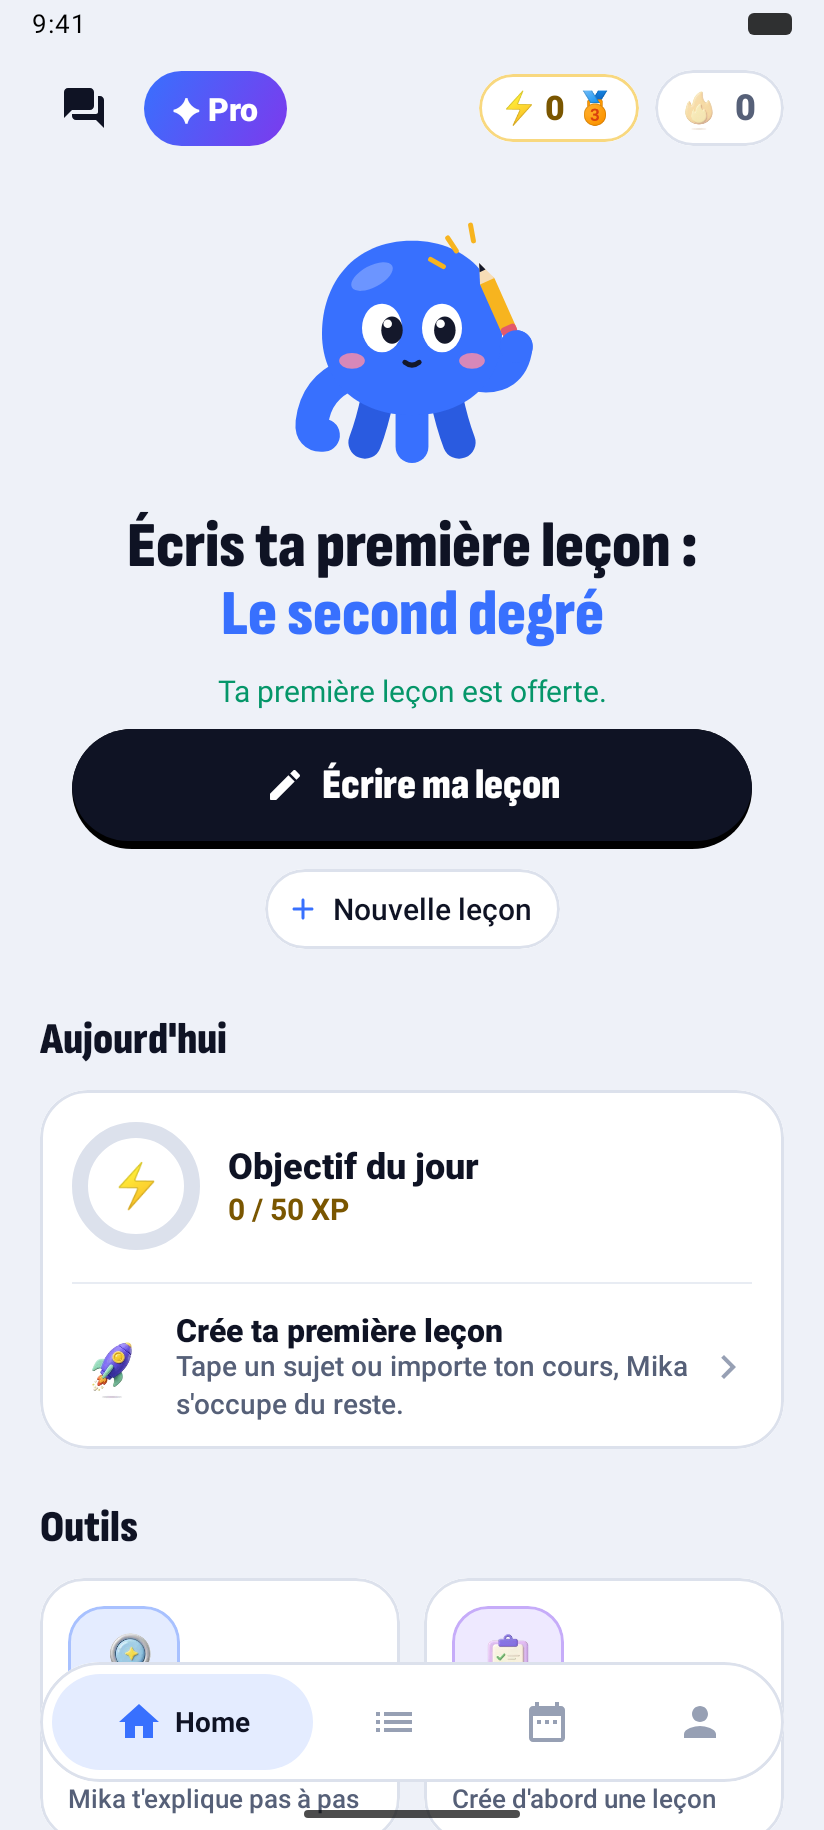 9:41
Pro
0
3
0
Écris ta première leçon :
Le second degré
Ta première leçon est offerte.
Écrire ma leçon
Nouvelle leçon
Aujourd'hui
Objectif du jour
0 / 50 XP
Crée ta première leçon
Tape un sujet ou importe ton cours, Mika
s'occupe du reste.
Outils
Home
Mika t'explique pas à pas
Crée d'abord une leçon